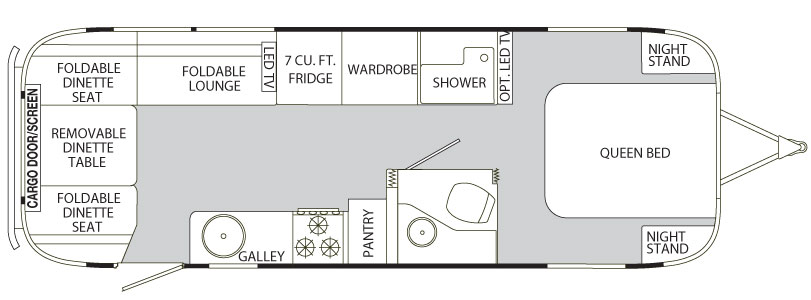 CARGO DOOR/SCREEN
FOLDABLE
DINETTE
SEAT
REMOVABLE
DINETTE
TABLE
FOLDABLE
DINETTE
SEAT
FOLDABLE
LOUNGE
LED TV
7 CU. FT.
FRIDGE
WARDROBE
SHOWER
OPT. LED TV
NIGHT
STAND
QUEEN BED
NIGHT
STAND
GALLEY
PANTRY